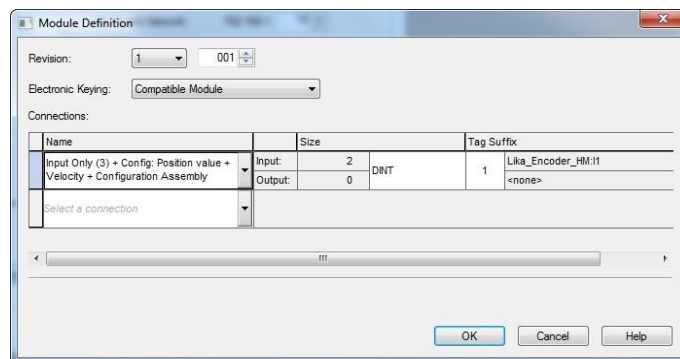 Module Definition
Revision: 1 001
Electronic Keying: Compatible Module
Connections:
Name Size Tag Suffix
Input Only (3) + Config: Position value +
Velocity + Configuration Assembly
Input: 2 DINT 1 Lika_Encoder_HM:I1
Output: 0 <none>
Select a connection
OK Cancel Help